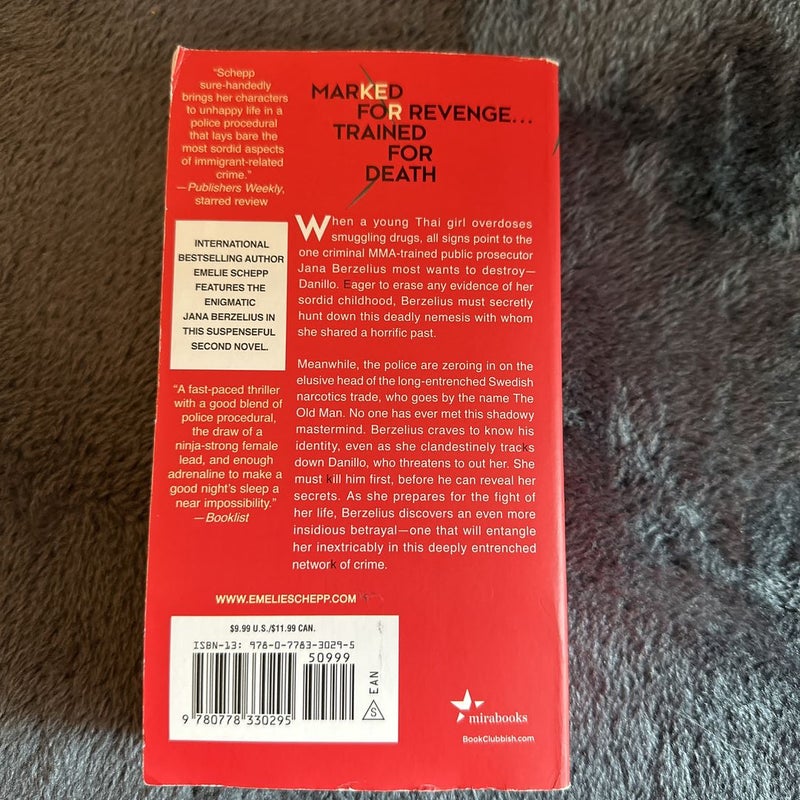 "Schepp
sure-handedly
brings her characters
to unhappy life in a
police procedural
that lays bare the
most sordid aspects
of immigrant-related
crime."
—Publishers Weekly,
starred review
INTERNATIONAL
BESTSELLING AUTHOR
EMELIE SCHEPP
FEATURES THE
ENIGMATIC
JANA BERZELIUS IN
THIS SUSPENSEFUL
SECOND NOVEL.
"A fast-paced thriller
with a good blend of
police procedural,
the draw of a
ninja-strong female
lead, and enough
adrenaline to make a
good night's sleep a
near impossibility."
—Booklist
MARKED
FOR REVENGE...
TRAINED
FOR
DEATH
When a young Thai girl overdoses
smuggling drugs, all signs point to the
one criminal MMA-trained public prosecutor
Jana Berzelius most wants to destroy—
Danillo. Eager to erase any evidence of her
sordid childhood, Berzelius must secretly
hunt down this deadly nemesis with whom
she shared a horrific past.
Meanwhile, the police are zeroing in on the
elusive head of the long-entrenched Swedish
narcotics trade, who goes by the name The
Old Man. No one has ever met this shadowy
mastermind. Berzelius craves to know his
identity, even as she clandestinely tracks
down Danillo, who threatens to out her. She
must kill him first, before he can reveal her
secrets. As she prepares for the fight of
her life, Berzelius discovers an even more
insidious betrayal—one that will entangle
her inextricably in this deeply entrenched
network of crime.
WWW.EMELIESCHEPP.COM
$9.99 U.S./$11.99 CAN.
ISBN-13: 978-0-7783-3029-5
50999
9 780778 330295
EAN
S
mirabooks
BookClubbish.com